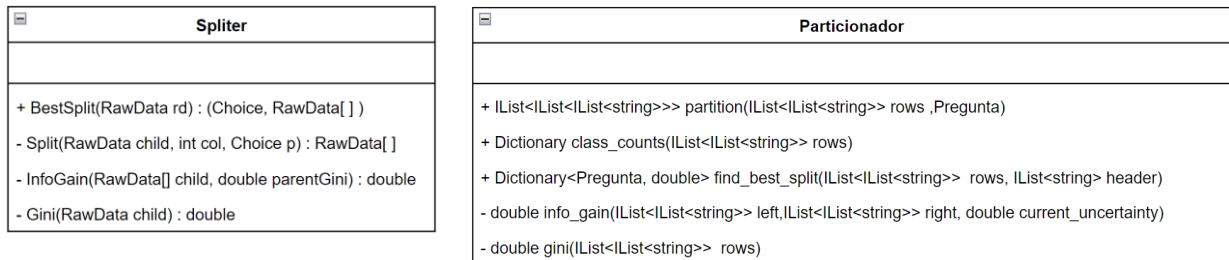 Spliter
+ BestSplit(RawData rd) : (Choice, RawData[ ] )
- Split(RawData child, int col, Choice p) : RawData[ ]
- InfoGain(RawData[] child, double parentGini) : double
- Gini(RawData child) : double
Particionador
+ IList<IList<IList<string>>> partition(IList<IList<string>> rows ,Pregunta)
+ Dictionary class_counts(IList<IList<string>> rows)
+ Dictionary<Pregunta, double> find_best_split(IList<IList<string>> rows, IList<string> header)
- double info_gain(IList<IList<string>> left,IList<IList<string>> right, double current_uncertainty)
- double gini(IList<IList<string>> rows)